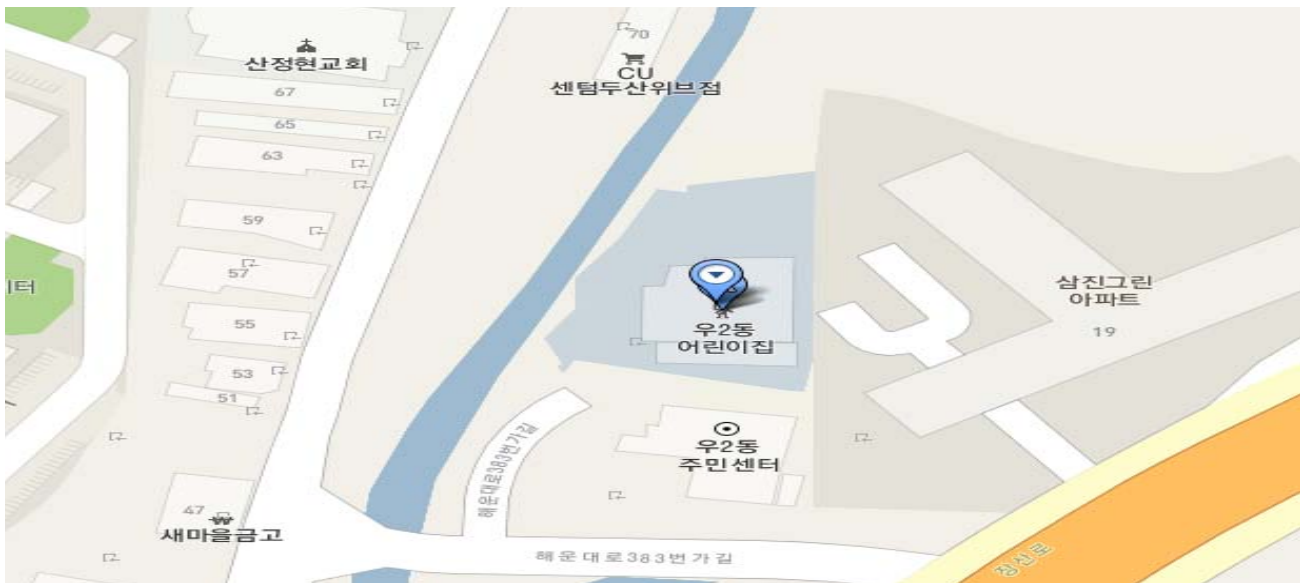 70
산정현교회
CU
센텀두산위브점
67
65
63
59
57
이터
삼진그린
아파트
우2동
어린이집
55
19
53
51
우2동
주민센터
해운대로383번가길
47
새마을금고
해운대로383번가길